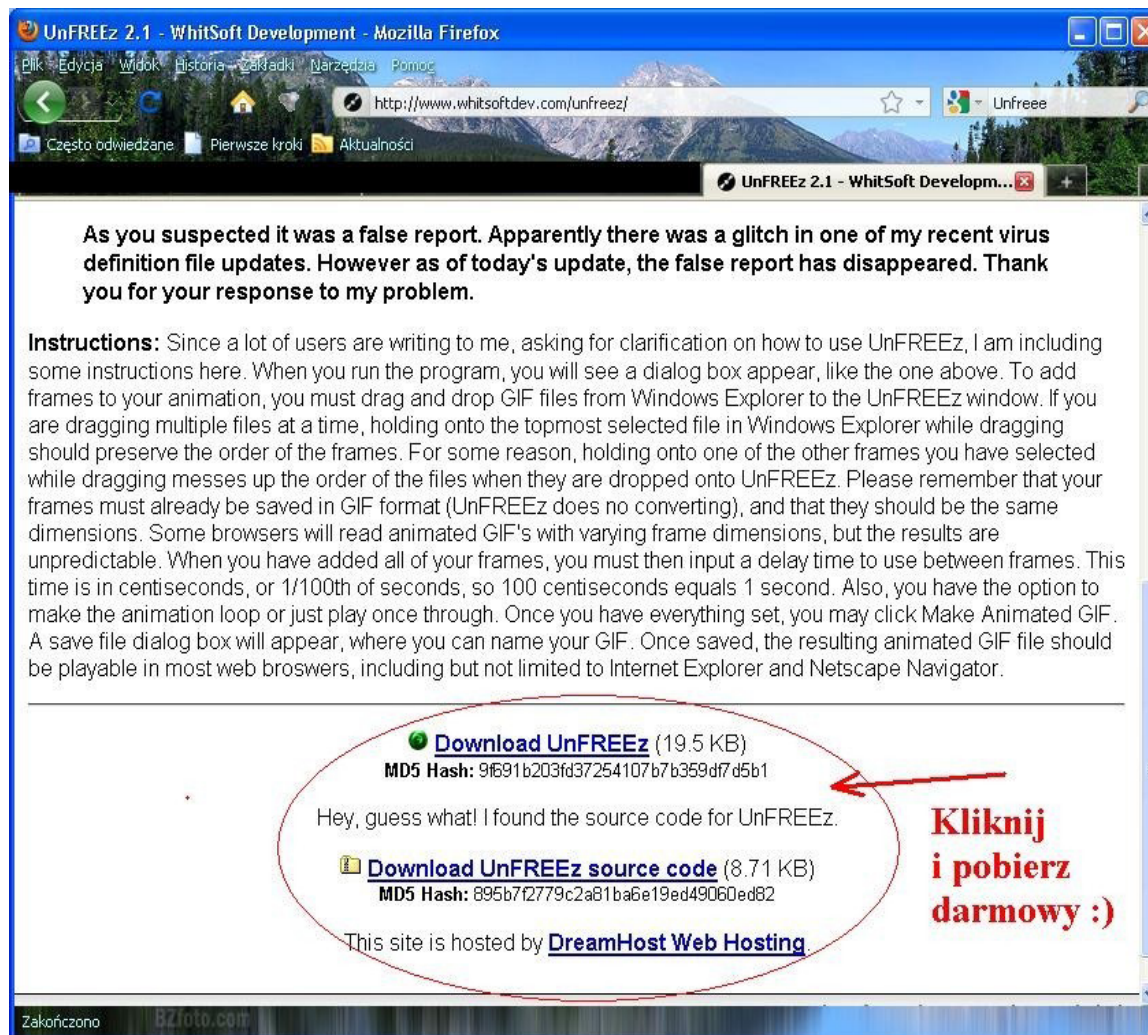 UnFREEz 2.1 - WhitSoft Development - Mozilla Firefox
Plik Edycja Widok Historia Zakładki Narzędzia Pomoc
http://www.whitsoftdev.com/unfreez/
Unfreee
Często odwiedzane Pierwsze kroki Aktualności
UnFREEz 2.1 - WhitSoft Developm...
As you suspected it was a false report. Apparently there was a glitch in one of my recent virus
definition file updates. However as of today's update, the false report has disappeared. Thank
you for your response to my problem.
Instructions: Since a lot of users are writing to me, asking for clarification on how to use UnFREEz, I am including
some instructions here. When you run the program, you will see a dialog box appear, like the one above. To add
frames to your animation, you must drag and drop GIF files from Windows Explorer to the UnFREEz window. If you
are dragging multiple files at a time, holding onto the topmost selected file in Windows Explorer while dragging
should preserve the order of the frames. For some reason, holding onto one of the other frames you have selected
while dragging messes up the order of the files when they are dropped onto UnFREEz. Please remember that your
frames must already be saved in GIF format (UnFREEz does no converting), and that they should be the same
dimensions. Some browsers will read animated GIF's with varying frame dimensions, but the results are
unpredictable. When you have added all of your frames, you must then input a delay time to use between frames. This
time is in centiseconds, or 1/100th of seconds, so 100 centiseconds equals 1 second. Also, you have the option to
make the animation loop or just play once through. Once you have everything set, you may click Make Animated GIF.
A save file dialog box will appear, where you can name your GIF. Once saved, the resulting animated GIF file should
be playable in most web broswers, including but not limited to Internet Explorer and Netscape Navigator.
Download UnFREEz (19.5 KB)
MD5 Hash: 9f691b203fd37254107b7b359df7d5b1
Hey, guess what! I found the source code for UnFREEz.
Download UnFREEz source code (8.71 KB)
MD5 Hash: 895b7f2779c2a81ba6e19ed49060ed82
This site is hosted by DreamHost Web Hosting.
Kliknij
i pobierz
darmowy :)
Zakończono
BZfoto.com